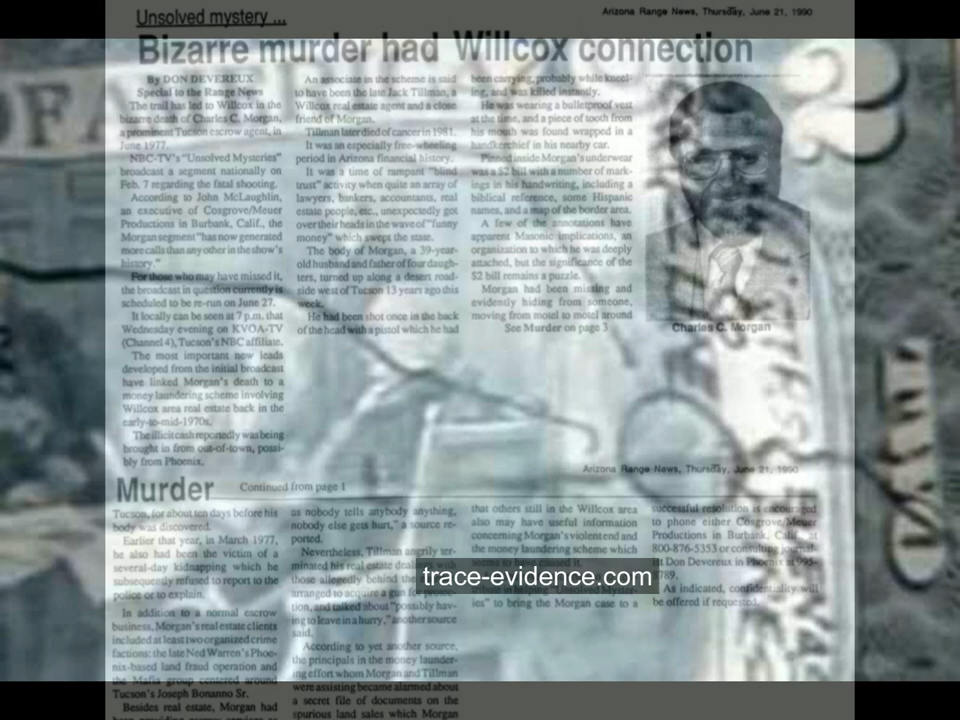 Unsolved mystery ...
Arizona Range News, Thursday, June 21, 1990
Bizarre murder had Willcox connection
By DON DEVEREUX
Special to the Range News
The trail has led to Willcox in the
bizarre death of Charles C. Morgan,
a prominent Tucson escrow agent, in
June 1977.
NBC-TV's "Unsolved Mysteries"
broadcast a segment nationally on
Feb. 7 regarding the fatal shooting.
According to John McLaughlin,
an executive of Cosgrove/Meuer
Productions in Burbank, Calif., the
Morgan segment "has now generated
more calls than any other in the show's
history."
For those who may have missed it,
the broadcast in question currently is
scheduled to be re-run on June 27.
It locally can be seen at 7 p.m. that
Wednesday evening on KVOA-TV
(Channel 4), Tucson's NBC affiliate.
The most important new leads
developed from the initial broadcast
have linked Morgan's death to a
money laundering scheme involving
Willcox area real estate back in the
early-to-mid-1970s.
The illicit cash reportedly was being
brought in from out-of-town, possi-
bly from Phoenix.
An associate in the scheme is said
to have been the late Jack Tillman, a
Willcox real estate agent and a close
friend of Morgan.
Tillman later died of cancer in 1981.
It was an especially free-wheeling
period in Arizona financial history.
It was a time of rampant "blind
trust" activity when quite an array of
lawyers, bankers, accountants, real
estate people, etc., unexpectedly got
over their heads in the wave of "funny
money" which swept the state.
The body of Morgan, a 39-year-
old husband and father of four daugh-
ters, turned up along a desert road-
side west of Tucson 13 years ago this
week.
He had been shot once in the back
of the head with a pistol which he had
been carrying, probably while kneel-
ing, and was killed instantly.
He was wearing a bulletproof vest
at the time, and a piece of tooth from
his mouth was found wrapped in a
handkerchief in his nearby car.
Pinned inside Morgan's underwear
was a $2 bill with a number of mark-
ings in his handwriting, including a
biblical reference, some Hispanic
names, and a map of the border area.
A few of the annotations have
apparent Masonic implications, an
organization to which he was deeply
attached, but the significance of the
$2 bill remains a puzzle.
Morgan had been missing and
evidently hiding from someone,
moving from motel to motel around
See Murder on page 3
Charles C. Morgan
Arizona Range News, Thursday, June 21, 1990
Murder
Continued from page 1
Tucson, for about ten days before his
body was discovered.
Earlier that year, in March 1977,
he also had been the victim of a
several-day kidnapping which he
subsequently refused to report to the
police or to explain.
In addition to a normal escrow
business, Morgan's real estate clients
included at least two organized crime
factions: the late Ned Warren's Phoe-
nix-based land fraud operation and
the Mafia group centered around
Tucson's Joseph Bonanno Sr.
Besides real estate, Morgan had
as nobody tells anybody anything,
nobody else gets hurt," a source re-
ported.
Nevertheless, Tillman angrily ter-
minated his real estate with
those allegedly behind the
arranged to acquire a gun for
tion, and talked about "possibly hav-
ing to leave in a hurry," another source
said.
According to yet another source,
the principals in the money launder-
ing effort whom Morgan and Tillman
were assisting became alarmed about
a secret file of documents on the
spurious land sales which Morgan
that others still in the Willcox area
also may have useful information
concerning Morgan's violent end and
the money laundering scheme which
seems to have caused it.
in helping "Unsolved Myster-
ies" to bring the Morgan case to a
successful resolution is encouraged
to phone either Cosgrove/Meuer
Productions in Burbank, Calif., at
800-876-5353 or
Don Devereux in Phoenix at
As indicated, confidentiality will
be offered if requested.
trace-evidence.com